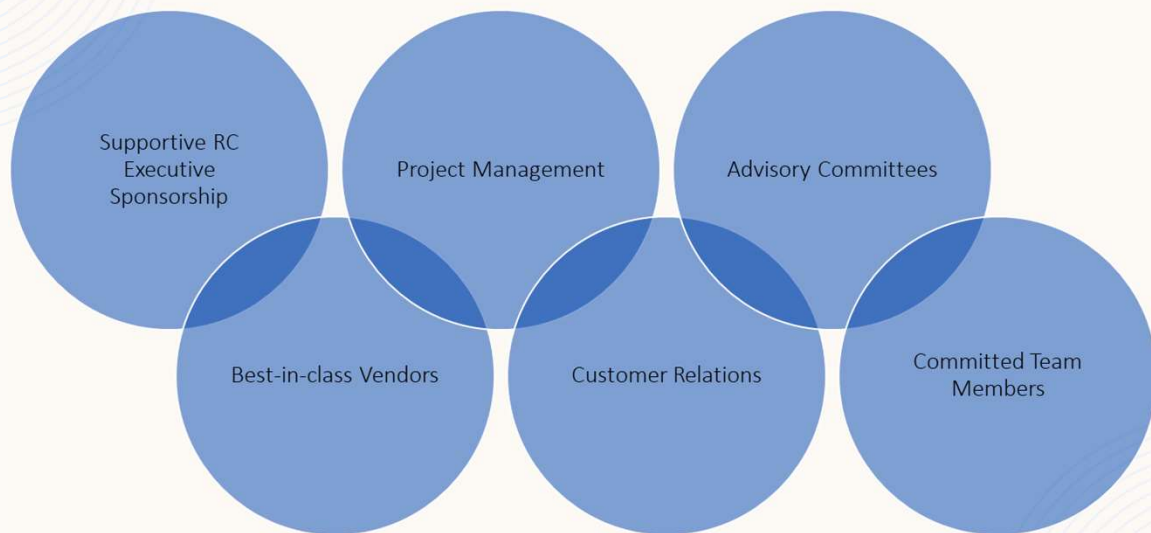 Supportive RC
Executive
Sponsorship
Project Management
Advisory Committees
Best-in-class Vendors
Customer Relations
Committed Team
Members